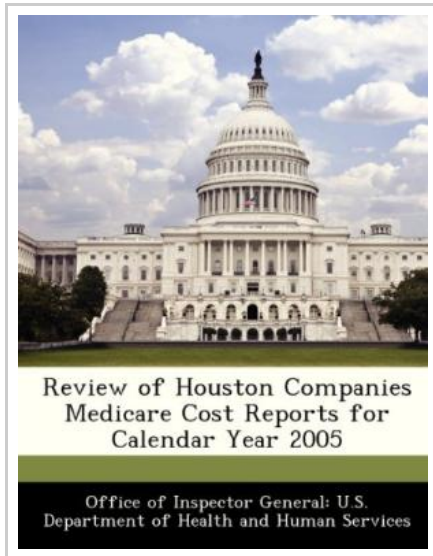 Review of Houston Companies
Medicare Cost Reports for
Calendar Year 2005
Office of Inspector General: U.S.
Department of Health and Human Services